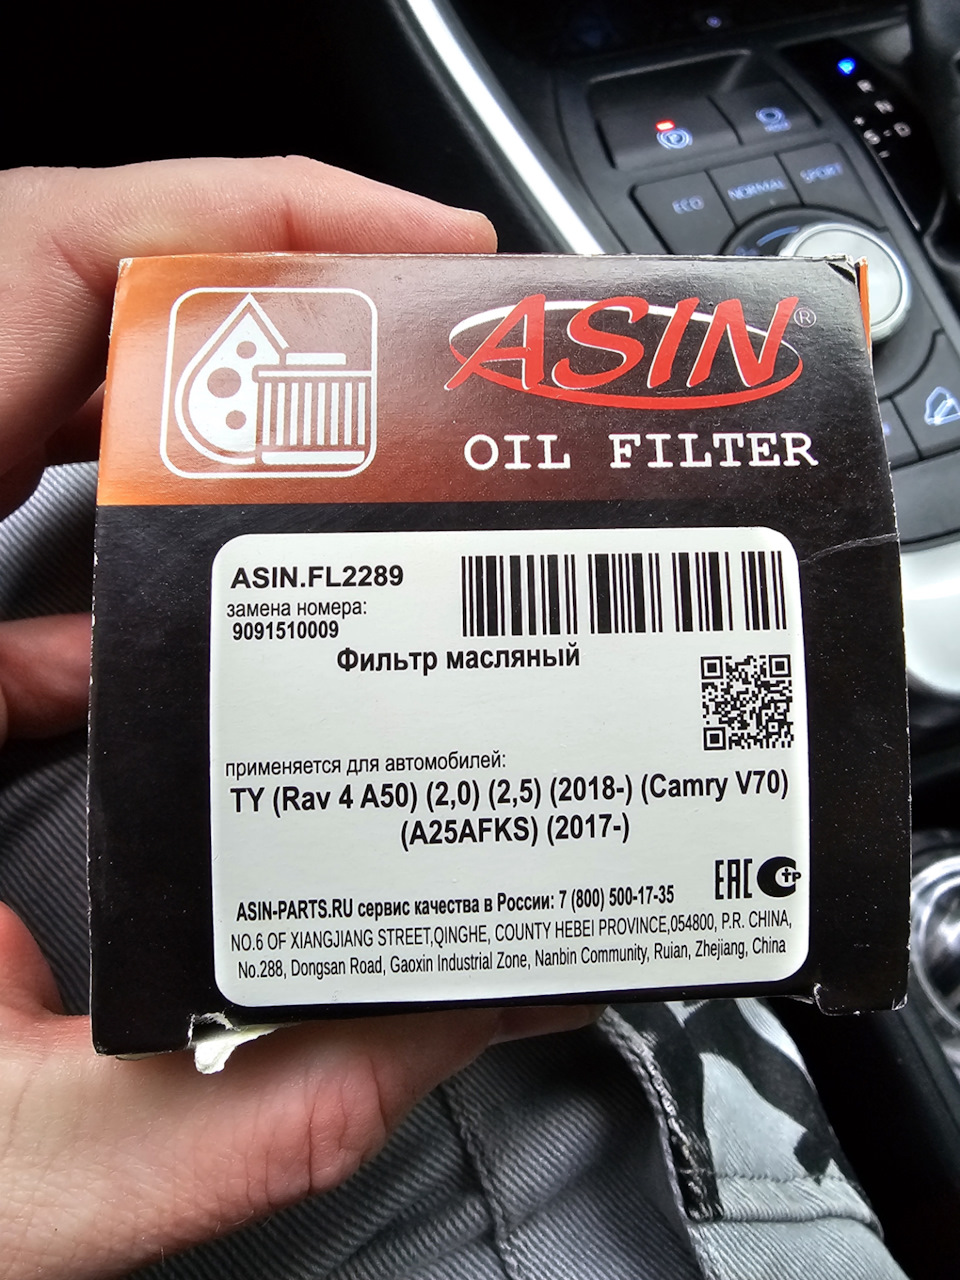 P
HOLD
R
N
D
+
S
-
ECO
NORMAL
SPORT
ASIN®
OIL FILTER
ASIN.FL2289
замена номера:
9091510009
Фильтр масляный
применяется для автомобилей:
TY (Rav 4 A50) (2,0) (2,5) (2018-) (Camry V70)
(A25AFKS) (2017-)
EAC
СТР
ASIN-PARTS.RU сервис качества в России: 7 (800) 500-17-35
NO.6 OF XIANGJIANG STREET,QINGHE, COUNTY HEBEI PROVINCE,054800, P.R. CHINA,
No.288, Dongsan Road, Gaoxin Industrial Zone, Nanbin Community, Ruian, Zhejiang, China